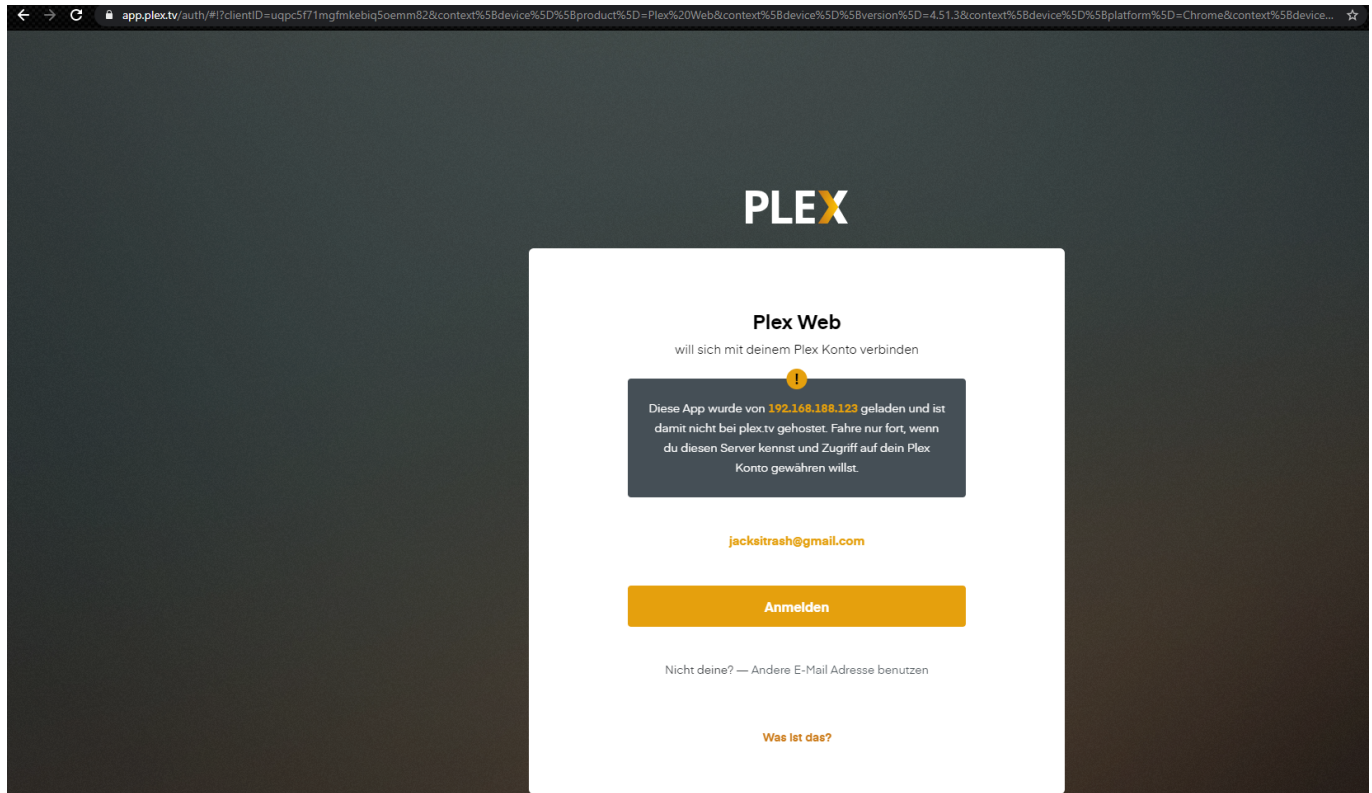 app.plex.tv/auth/#!?clientID=uqpc5f71mgfmkebiq5oemm82&context%5Bdevice%5D%5Bproduct%5D=Plex%20Web&context%5Bdevice%5D%5Bversion%5D=4.51.3&context%5Bdevice%5D%5Bplatform%5D=Chrome&context%5Bdevice...
PLEX
Plex Web
will sich mit deinem Plex Konto verbinden
!
Diese App wurde von 192.168.188.123 geladen und ist
damit nicht bei plex.tv gehostet. Fahre nur fort, wenn
du diesen Server kennst und Zugriff auf dein Plex
Konto gewähren willst.
jacksitrash@gmail.com
Anmelden
Nicht deine? — Andere E-Mail Adresse benutzen
Was ist das?